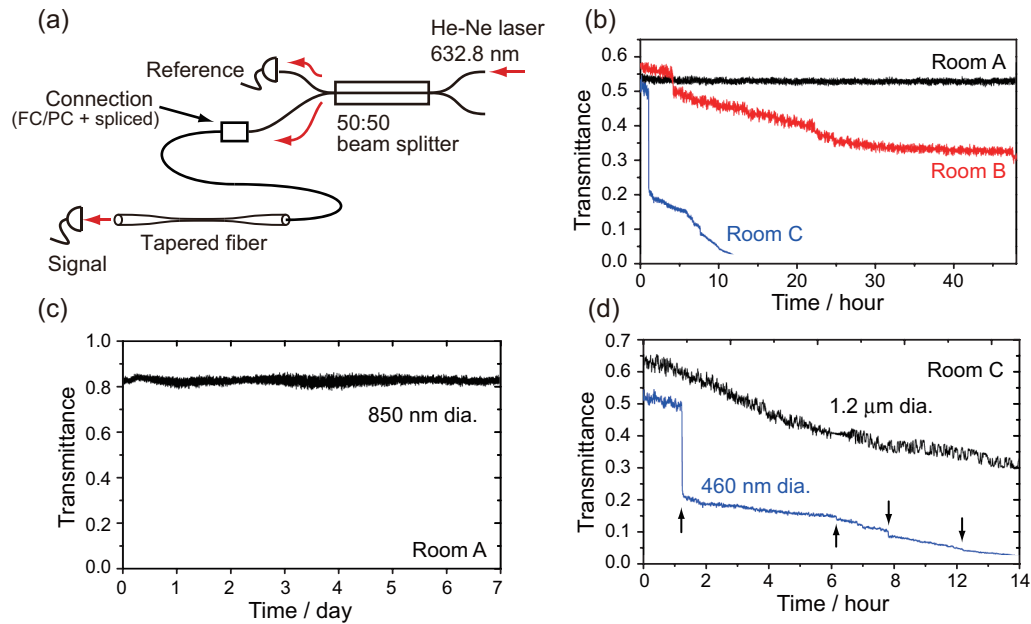 (a)
He-Ne laser
632.8 nm
Reference
Connection
(FC/PC + spliced)
50:50
beam splitter
Tapered fiber
Signal
(b)
Transmittance
0.6
0.5
0.4
0.3
0.2
0.1
0.0
Room A
Room B
Room C
0 10 20 30 40
Time / hour
(c)
Transmittance
1.0
0.8
0.6
0.4
0.2
0.0
850 nm dia.
Room A
0 1 2 3 4 5 6 7
Time / day
(d)
Transmittance
0.7
0.6
0.5
0.4
0.3
0.2
0.1
0.0
Room C
1.2 μm dia.
460 nm dia.
0 2 4 6 8 10 12 14
Time / hour